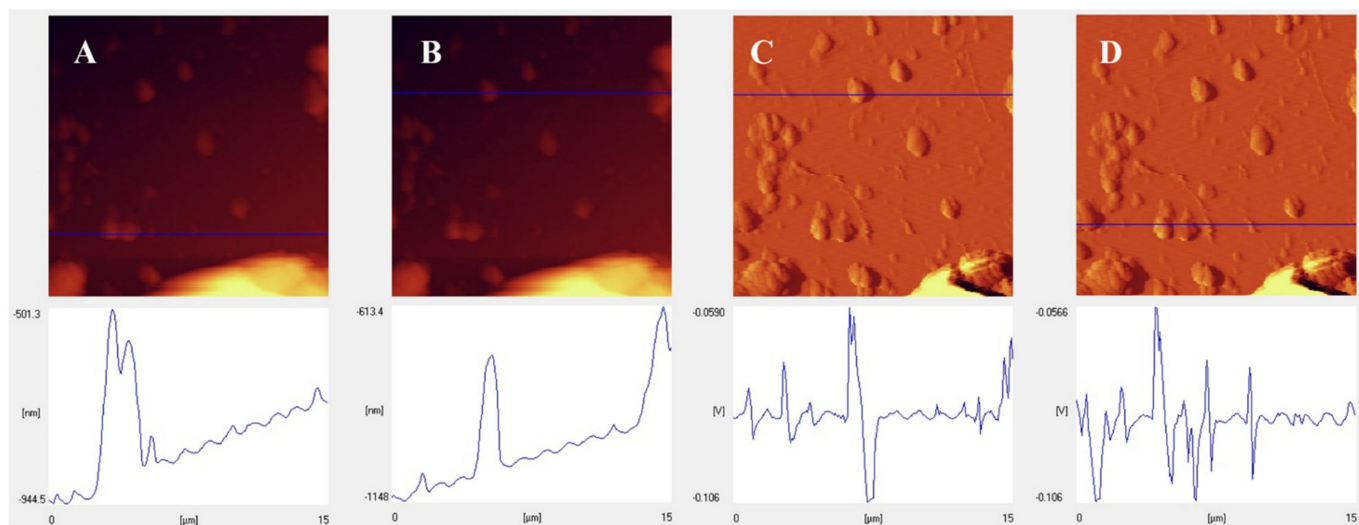 A
B
C
D
-501.3
[nm]
-944.5
0
[µm]
15
-613.4
[nm]
-1148
0
[µm]
15
-0.0590
[V]
-0.106
0
[µm]
15
-0.0566
[V]
-0.106
0
[µm]
15